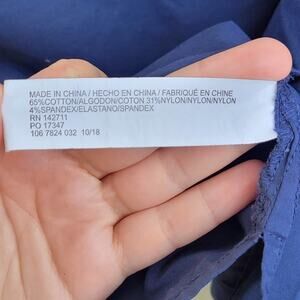 MADE IN CHINA / HECHO EN CHINA / FABRIQUÉ EN CHINE
65%COTTON/ALGODON/COTON 31%NYLON/NYLON/NYLON
4%SPANDEX/ELASTANO/SPANDEX
RN 142711
PO 17347
106 7824 032 10/18